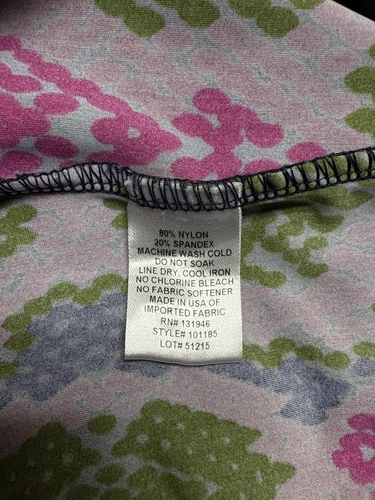 80% NYLON
20% SPANDEX
MACHINE WASH COLD
DO NOT SOAK
LINE DRY. COOL IRON
NO CHLORINE BLEACH
NO FABRIC SOFTENER
MADE IN USA OF
IMPORTED FABRIC
RN# 131946
STYLE# 101185
LOT# 51215